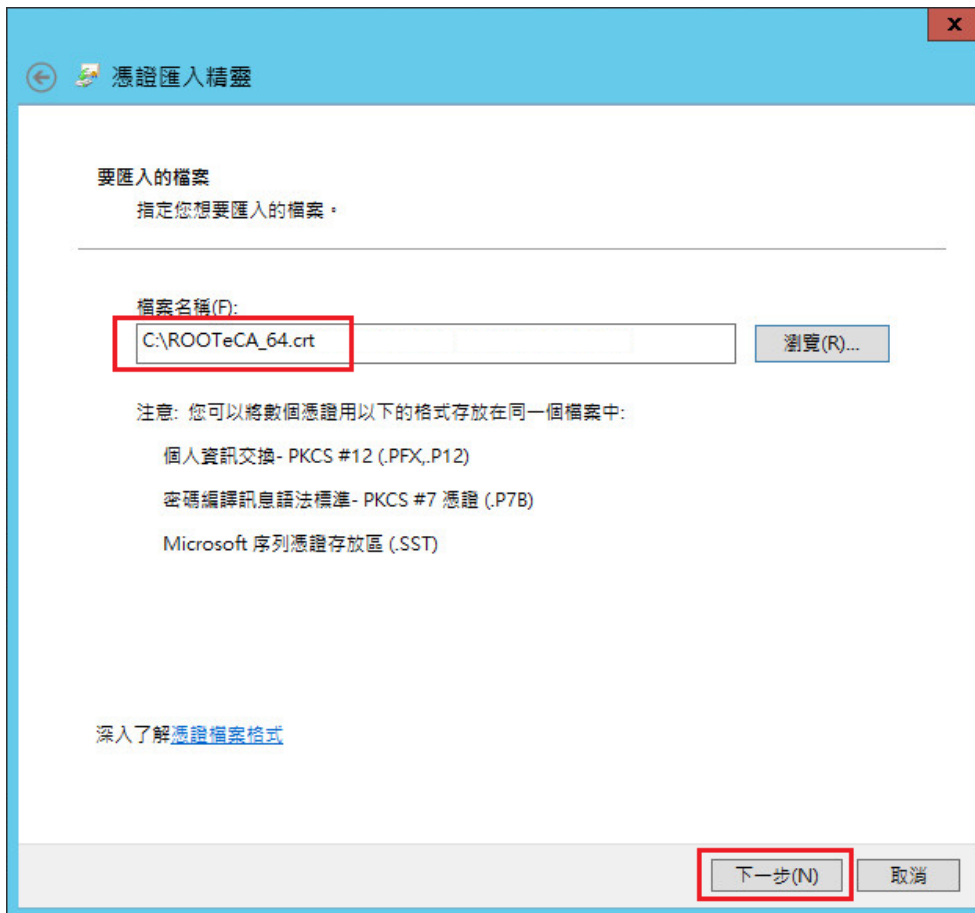 x
憑證匯入精靈
要匯入的檔案
指定您想要匯入的檔案。
檔案名稱(F):
C:\ROOTeCA_64.crt
瀏覽(R)...
注意: 您可以將數個憑證用以下的格式存放在同一個檔案中:
個人資訊交換- PKCS #12 (.PFX,.P12)
密碼編譯訊息語法標準- PKCS #7 憑證 (.P7B)
Microsoft 序列憑證存放區 (.SST)
深入了解憑證檔案格式
下一步(N)
取消